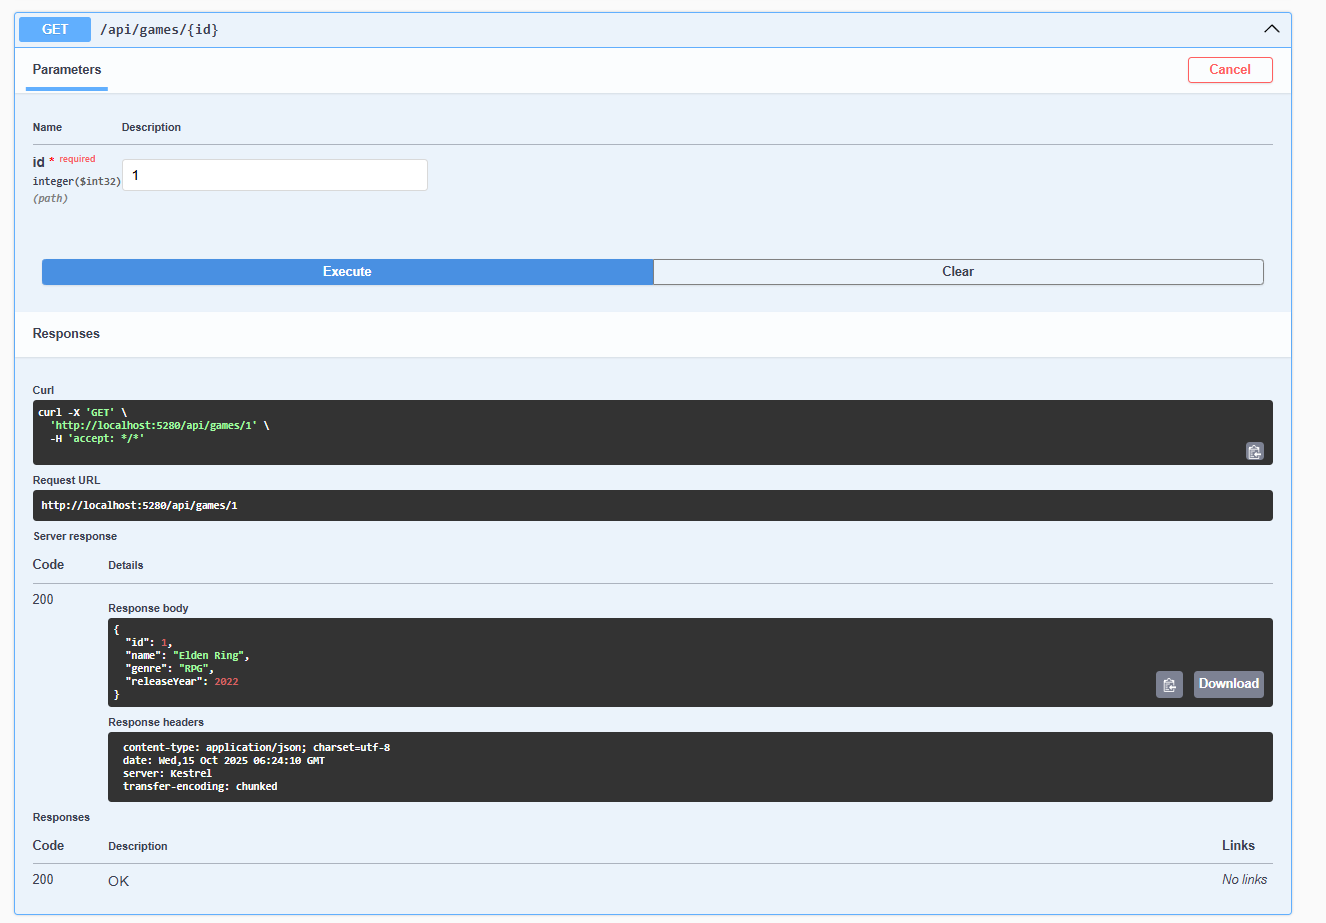 GET /api/games/{id}
Parameters
Cancel
Name Description
id * required
integer($int32)
(path)
1
Execute Clear
Responses
Curl
curl -X 'GET' \
'http://localhost:5280/api/games/1' \
-H 'accept: */*'
Request URL
http://localhost:5280/api/games/1
Server response
Code Details
200
Response body
{
"id": 1,
"name": "Elden Ring",
"genre": "RPG",
"releaseYear": 2022
}
Download
Response headers
content-type: application/json; charset=utf-8
date: Wed,15 Oct 2025 06:24:10 GMT
server: Kestrel
transfer-encoding: chunked
Responses
Code Description Links
200 OK No links